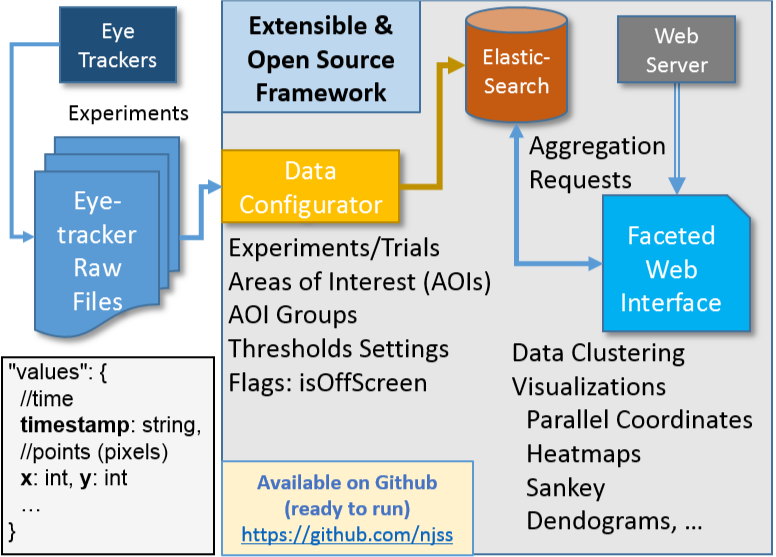 Eye
Trackers
Experiments
Eye-
tracker
Raw
Files
"values": {
//time
timestamp: string,
//points (pixels)
x: int, y: int
...
}
Extensible &
Open Source
Framework
Data
Configurator
Experiments/Trials
Areas of Interest (AOIs)
AOI Groups
Thresholds Settings
Flags: isOffScreen
Available on Github
(ready to run)
https://github.com/njss
Elastic-
Search
Web
Server
Aggregation
Requests
Faceted
Web
Interface
Data Clustering
Visualizations
Parallel Coordinates
Heatmaps
Sankey
Dendograms, ...